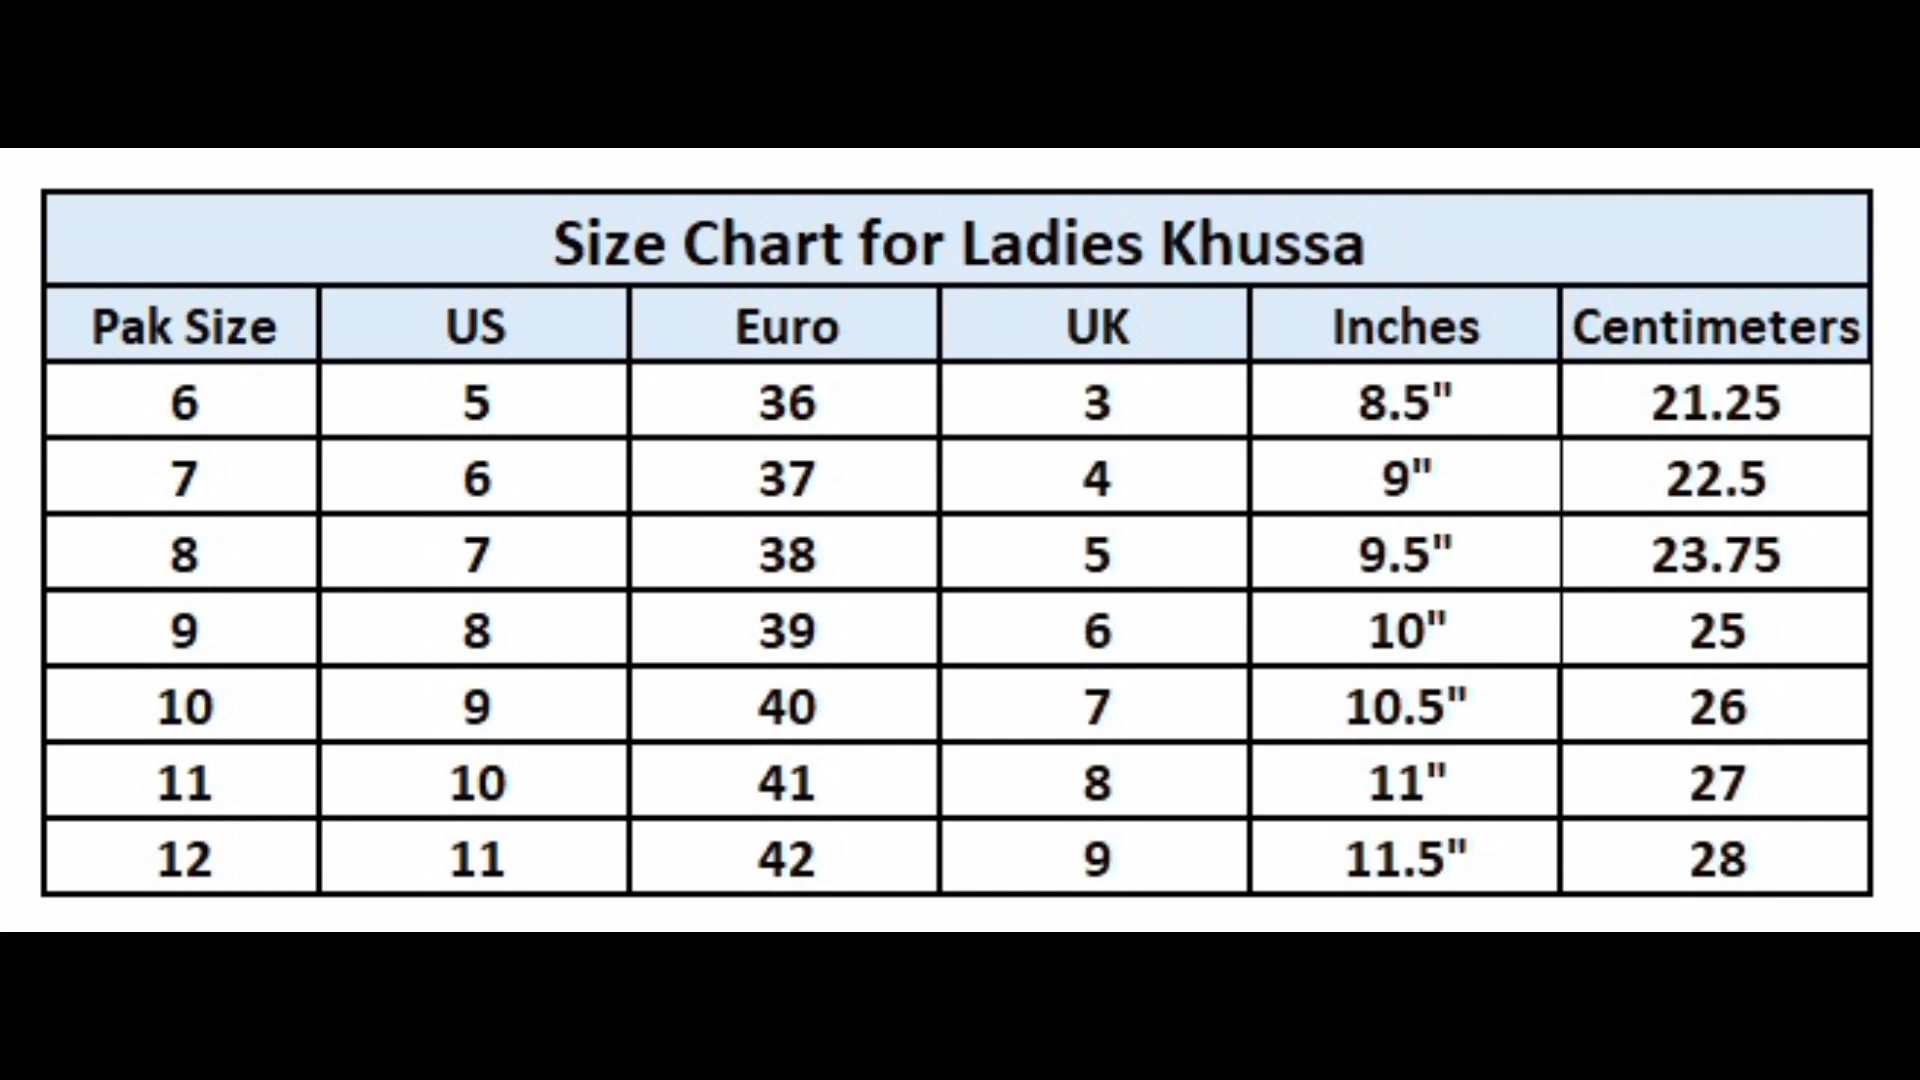 Size Chart for Ladies Khussa
Pak Size US Euro UK Inches Centimeters
6 5 36 3 8.5" 21.25
7 6 37 4 9" 22.5
8 7 38 5 9.5" 23.75
9 8 39 6 10" 25
10 9 40 7 10.5" 26
11 10 41 8 11" 27
12 11 42 9 11.5" 28